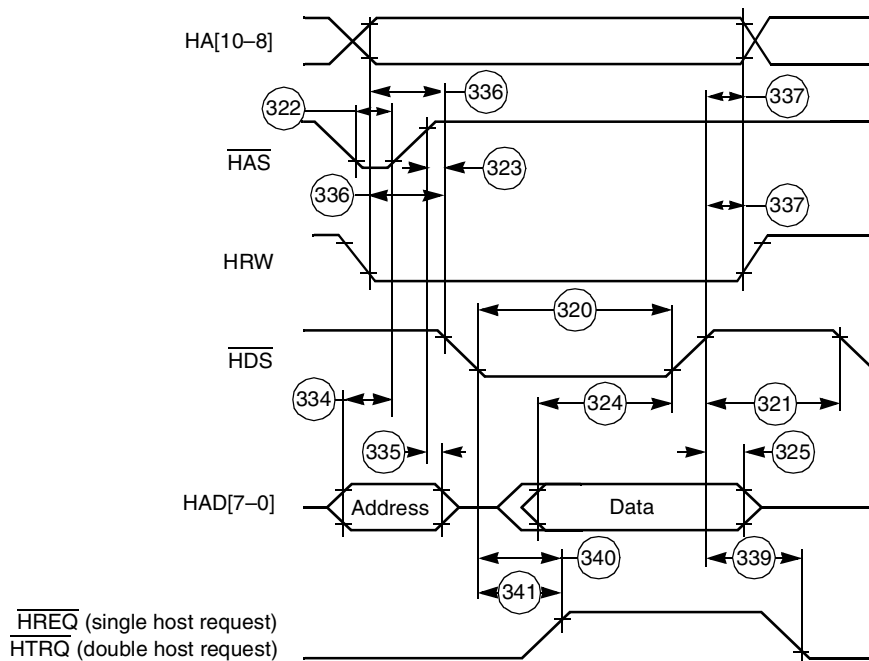 HA[10–8]
336
337
322
HAS
323
336
337
HRW
320
HDS
334
324
321
335
325
HAD[7–0]
Address
Data
340
339
341
HREQ (single host request)
HTRQ (double host request)